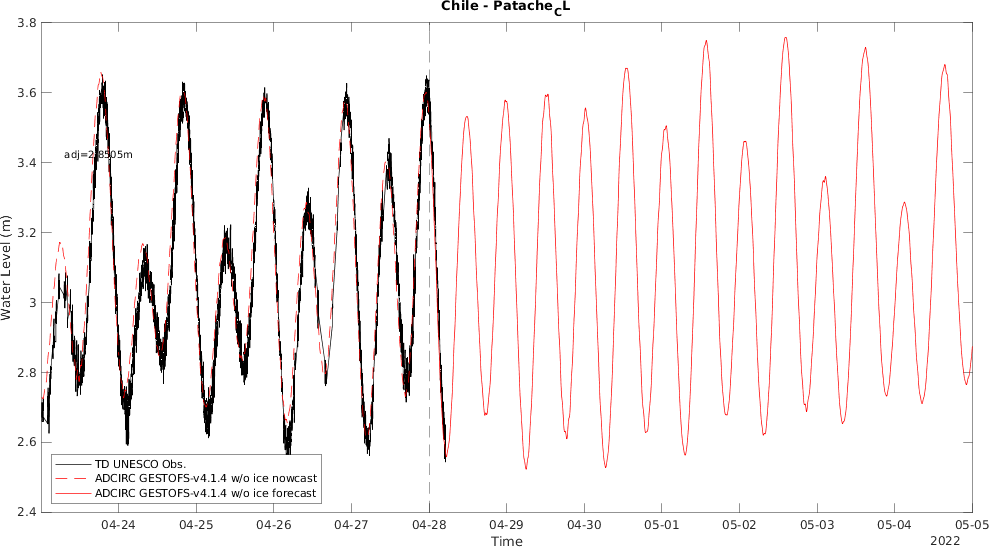 Chile - Patache_CL
3.8
3.6
3.4
3.2
3
2.8
2.6
2.4
Water Level (m)
adj=2.8505m
TD UNESCO Obs.
ADCIRC GESTOFS-v4.1.4 w/o ice nowcast
ADCIRC GESTOFS-v4.1.4 w/o ice forecast
04-24 04-25 04-26 04-27 04-28 04-29 04-30 05-01 05-02 05-03 05-04 05-05
Time
2022